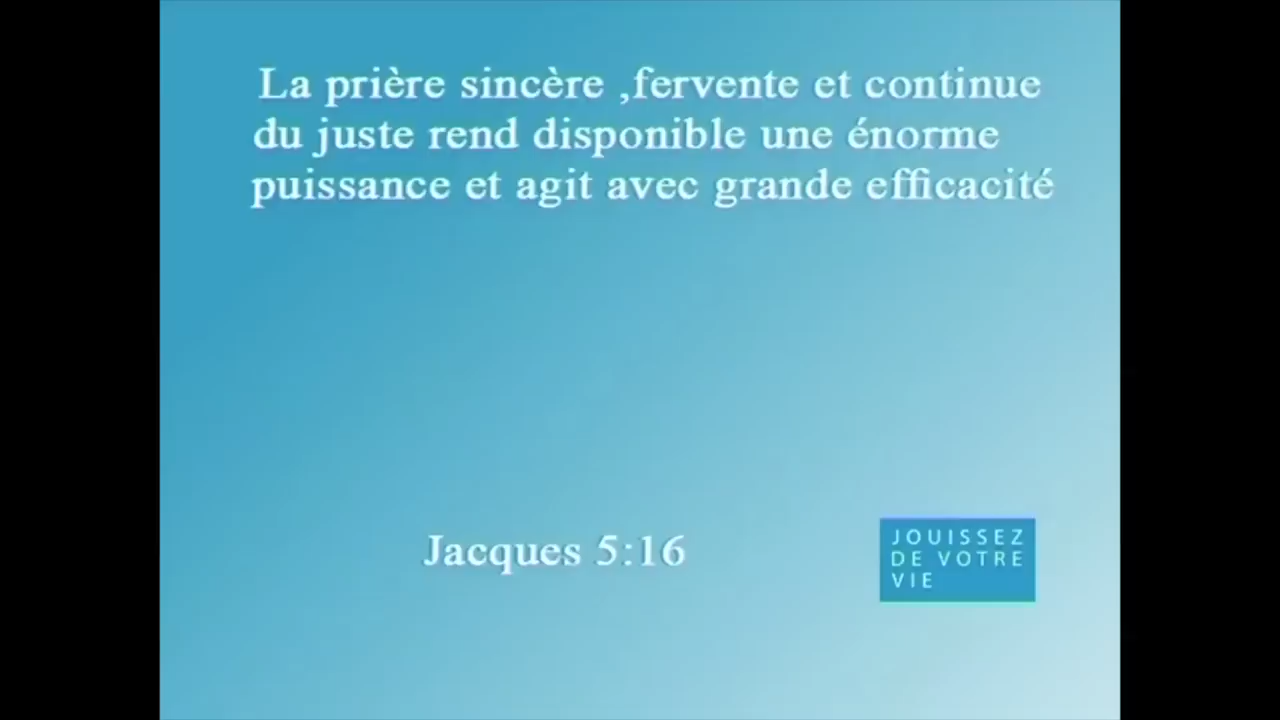 La prière sincère ,fervente et continue
du juste rend disponible une énorme
puissance et agit avec grande efficacité
Jacques 5:16
JOUISSEZ
DE VOTRE
VIE